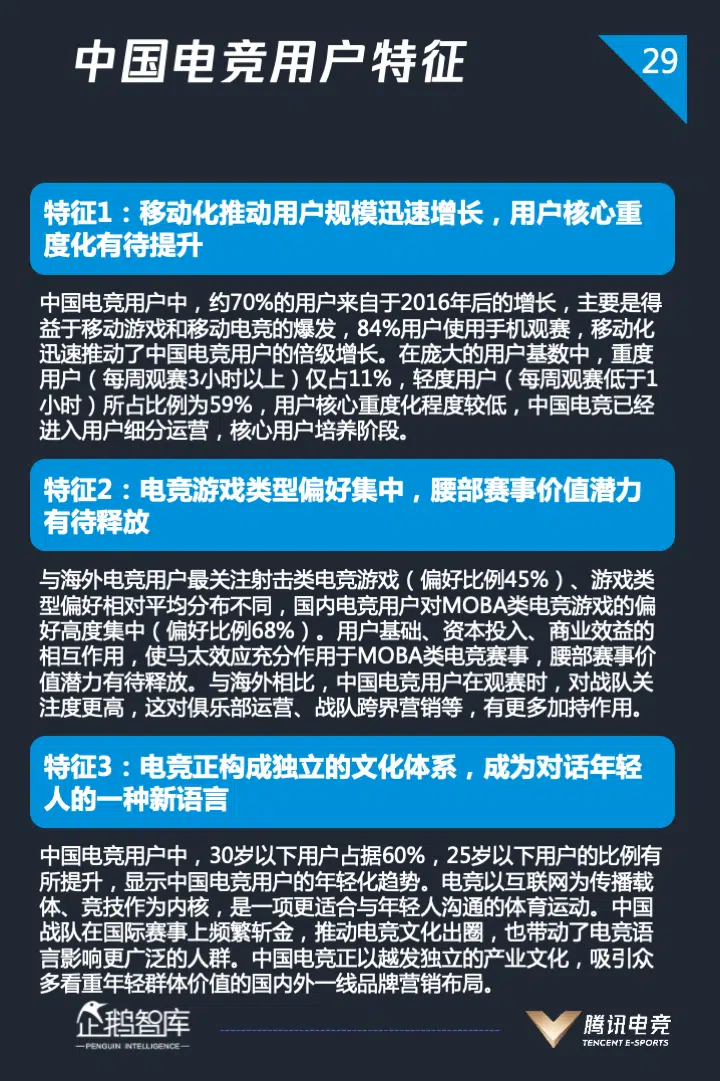 中国电竞用户特征
29
特征1：移动化推动用户规模迅速增长，用户核心重
度化有待提升
中国电竞用户中，约70%的用户来自于2016年后的增长，主要是得
益于移动游戏和移动电竞的爆发，84%用户使用手机观赛，移动化
迅速推动了中国电竞用户的倍级增长。在庞大的用户基数中，重度
用户（每周观赛3小时以上）仅占11%，轻度用户（每周观赛低于1
小时）所占比例为59%，用户核心重度化程度较低，中国电竞已经
进入用户细分运营，核心用户培养阶段。
特征2：电竞游戏类型偏好集中，腰部赛事价值潜力
有待释放
与海外电竞用户最关注射击类电竞游戏（偏好比例45%）、游戏类
型偏好相对平均分布不同，国内电竞用户对MOBA类电竞游戏的偏
好高度集中（偏好比例68%）。用户基础、资本投入、商业效益的
相互作用，使马太效应充分作用于MOBA类电竞赛事，腰部赛事价
值潜力有待释放。与海外相比，中国电竞用户在观赛时，对战队关
注度更高，这对俱乐部运营、战队跨界营销等，有更多加持作用。
特征3：电竞正构成独立的文化体系，成为对话年轻
人的一种新语言
中国电竞用户中，30岁以下用户占据60%，25岁以下用户的比例有
所提升，显示中国电竞用户的年轻化趋势。电竞以互联网为传播载
体、竞技作为内核，是一项更适合与年轻人沟通的体育运动。中国
战队在国际赛事上频繁斩金，推动电竞文化出圈，也带动了电竞语
言影响更广泛的人群。中国电竞正以越发独立的产业文化，吸引众
多看重年轻群体价值的国内外一线品牌营销布局。
企鹅智库
PENGUIN INTELLIGENCE
腾讯电竞
TENCENT E-SPORTS